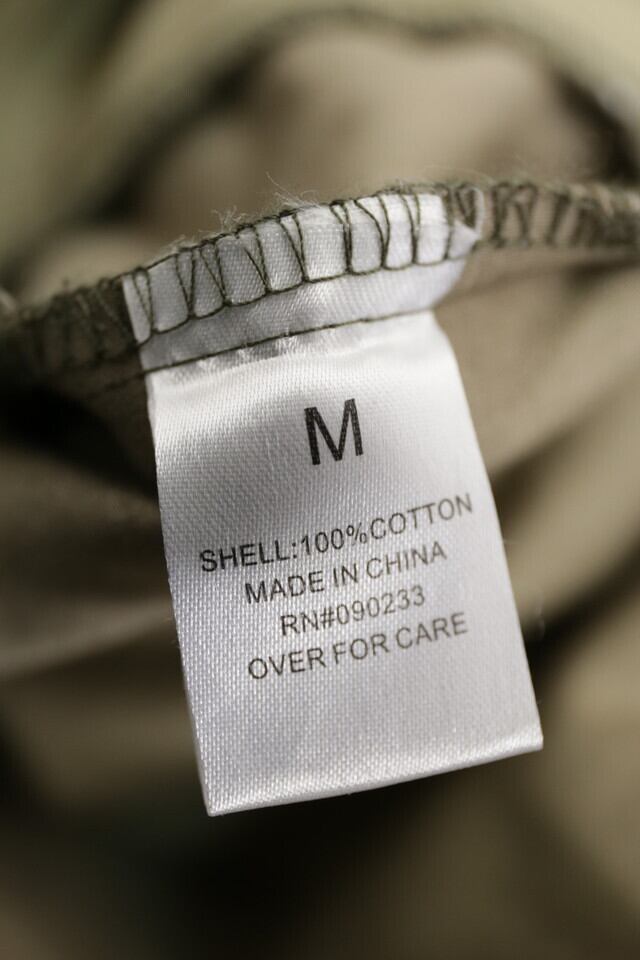 M
SHELL:100%COTTON
MADE IN CHINA
RN#090233
OVER FOR CARE